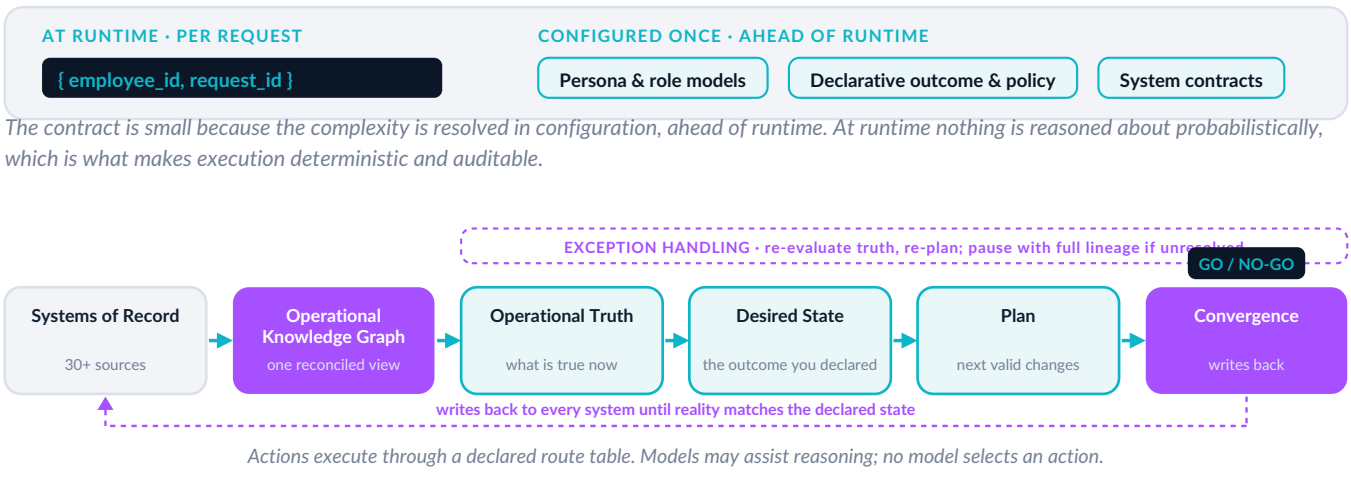 AT RUNTIME · PER REQUEST
CONFIGURED ONCE · AHEAD OF RUNTIME
{ employee_id, request_id }
Persona & role models
Declarative outcome & policy
System contracts
The contract is small because the complexity is resolved in configuration, ahead of runtime. At runtime nothing is reasoned about probabilistically,
which is what makes execution deterministic and auditable.
EXCEPTION HANDLING · re-evaluate truth, re-plan; pause with full lineage if unresolved
GO / NO-GO
Systems of Record
30+ sources
Operational
Knowledge Graph
one reconciled view
Operational Truth
what is true now
Desired State
the outcome you declared
Plan
next valid changes
Convergence
writes back
writes back to every system until reality matches the declared state
Actions execute through a declared route table. Models may assist reasoning; no model selects an action.